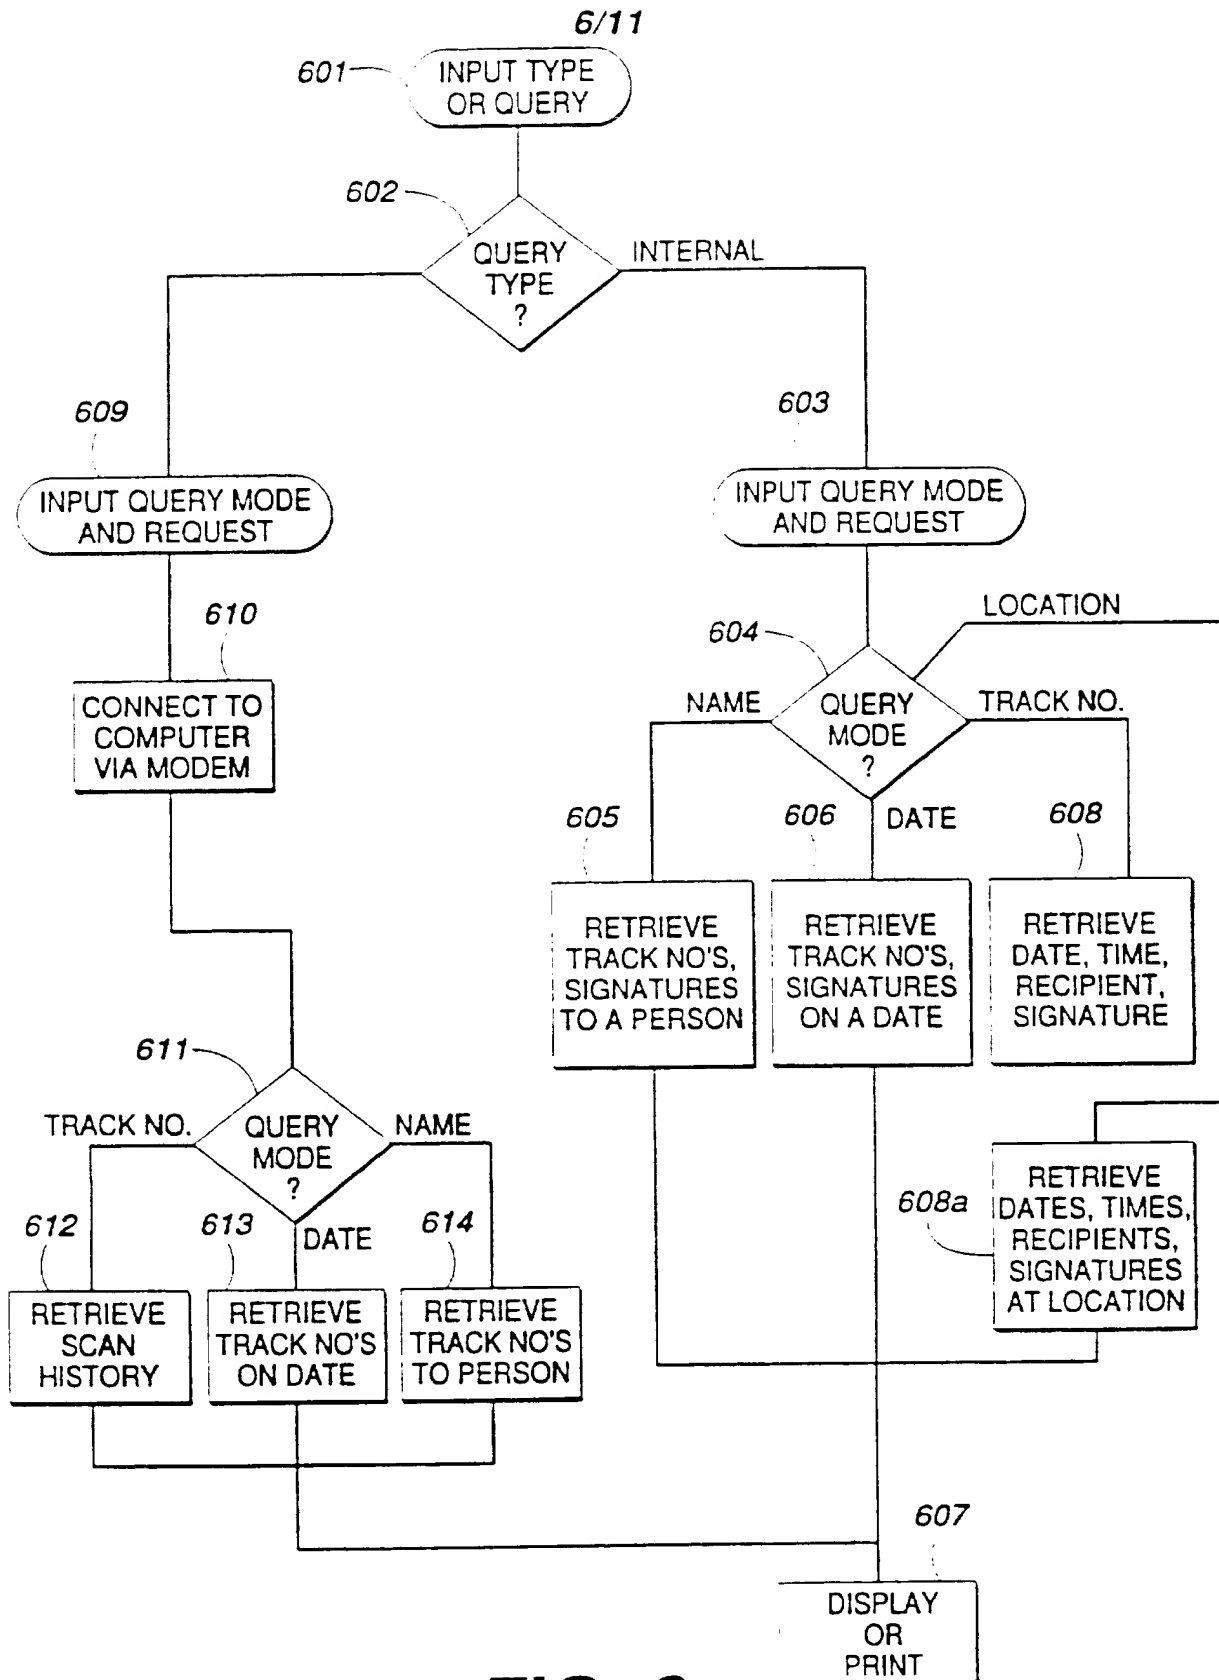 6/11
601
INPUT TYPE
OR QUERY
602
QUERY
TYPE
?
INTERNAL
609
603
INPUT QUERY MODE
AND REQUEST
INPUT QUERY MODE
AND REQUEST
610
CONNECT TO
COMPUTER
VIA MODEM
604
LOCATION
NAME
QUERY
MODE
?
TRACK NO.
DATE
605
606
608
RETRIEVE
TRACK NO'S,
SIGNATURES
TO A PERSON
RETRIEVE
TRACK NO'S,
SIGNATURES
ON A DATE
RETRIEVE
DATE, TIME,
RECIPIENT,
SIGNATURE
611
TRACK NO.
QUERY
MODE
?
NAME
DATE
608a
RETRIEVE
DATES, TIMES,
RECIPIENTS,
SIGNATURES
AT LOCATION
612
613
614
RETRIEVE
SCAN
HISTORY
RETRIEVE
TRACK NO'S
ON DATE
RETRIEVE
TRACK NO'S
TO PERSON
607
DISPLAY
OR
PRINT